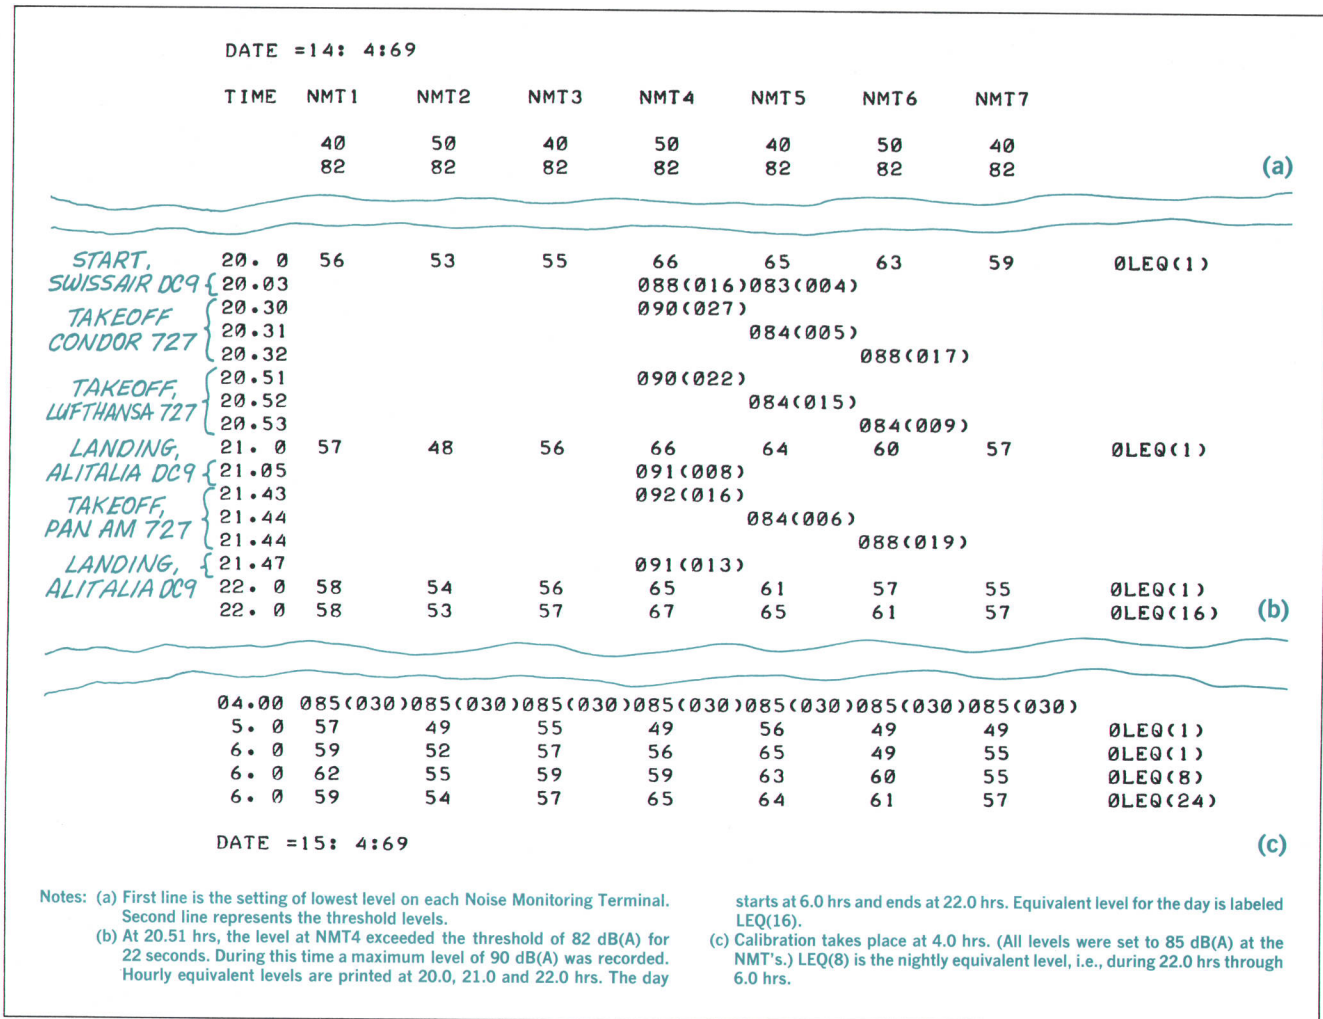 DATE =14: 4:69
TIME NMT1 NMT2 NMT3 NMT4 NMT5 NMT6 NMT7
40 50 40 50 40 50 40
82 82 82 82 82 82 82 (a)
START, 20. 0 56 53 55 66 65 63 59 0LEQ(1)
SWISSAIR DC9 { 20.03 088(016)083(004)
TAKEOFF 20.30 090(027)
CONDOR 727 20.31 084(005)
20.32 088(017)
TAKEOFF, 20.51 090(022)
LUFTHANSA 727 20.52 084(015)
20.53 084(009)
LANDING, 21. 0 57 48 56 66 64 60 57 0LEQ(1)
ALITALIA DC9 { 21.05 091(008)
TAKEOFF, 21.43 092(016)
PAN AM 727 21.44 084(006)
21.44 088(019)
LANDING, { 21.47 091(013)
ALITALIA DC9 22. 0 58 54 56 65 61 57 55 0LEQ(1)
22. 0 58 53 57 67 65 61 57 0LEQ(16) (b)
04.00 085(030)085(030)085(030)085(030)085(030)085(030)085(030)
5. 0 57 49 55 49 56 49 49 0LEQ(1)
6. 0 59 52 57 56 65 49 55 0LEQ(1)
6. 0 62 55 59 59 63 60 55 0LEQ(8)
6. 0 59 54 57 65 64 61 57 0LEQ(24)
DATE =15: 4:69 (c)
Notes: (a) First line is the setting of lowest level on each Noise Monitoring Terminal.
Second line represents the threshold levels.
(b) At 20.51 hrs, the level at NMT4 exceeded the threshold of 82 dB(A) for
22 seconds. During this time a maximum level of 90 dB(A) was recorded.
Hourly equivalent levels are printed at 20.0, 21.0 and 22.0 hrs. The day
starts at 6.0 hrs and ends at 22.0 hrs. Equivalent level for the day is labeled
LEQ(16).
(c) Calibration takes place at 4.0 hrs. (All levels were set to 85 dB(A) at the
NMT's.) LEQ(8) is the nightly equivalent level, i.e., during 22.0 hrs through
6.0 hrs.